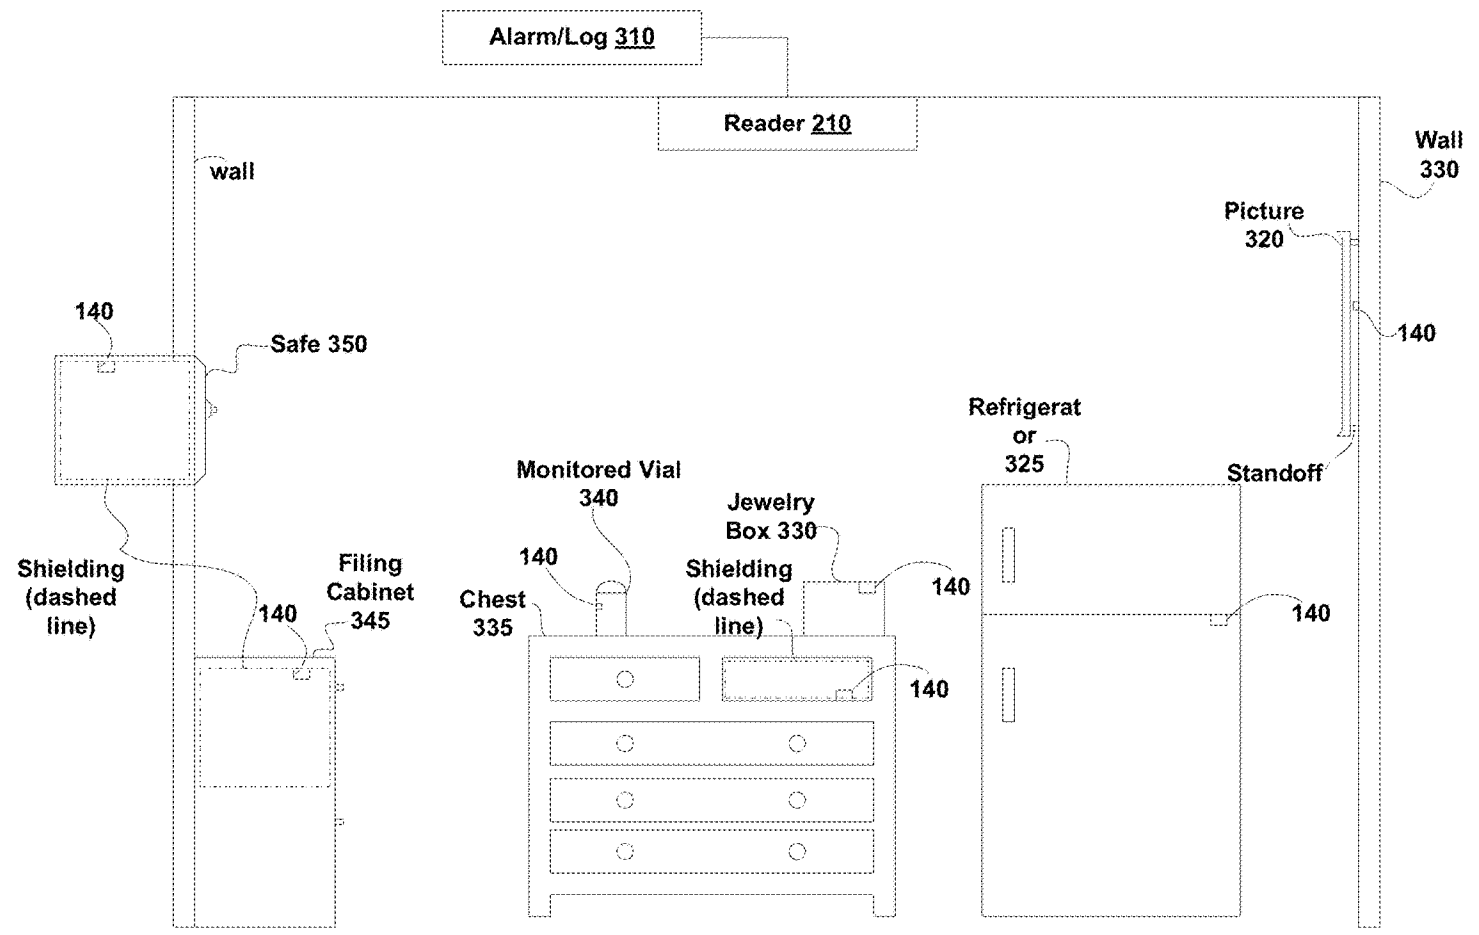 Alarm/Log 310
Reader 210
Wall
330
wall
Picture
320
140
Safe 350
140
Refrigerat
or
325
Standoff
Monitored Vial
340
Jewelry
Box 330
140
Shielding
(dashed
line)
Filing
Cabinet
345
140
Chest
335
Shielding
(dashed
line)
140
140
140